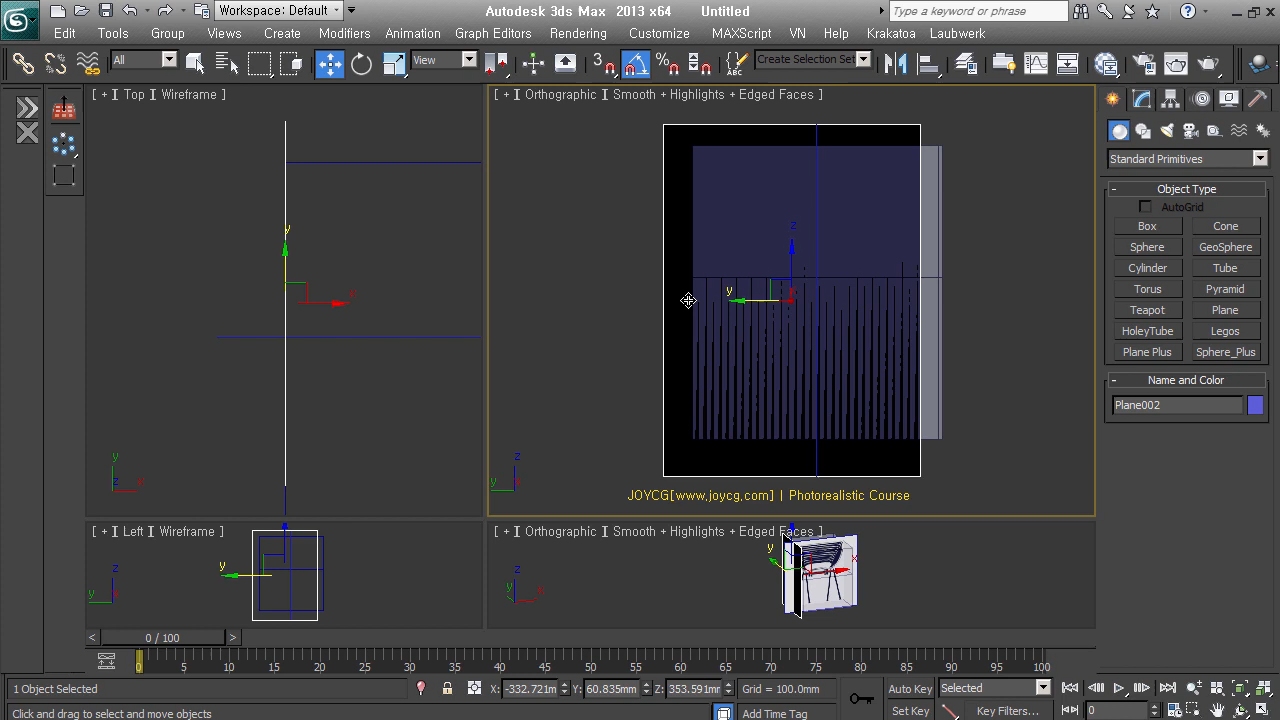 Workspace: Default
Autodesk 3ds Max 2013 x64 Untitled
Type a keyword or phrase
Edit Tools Group Views Create Modifiers Animation Graph Editors Rendering Customize MAXScript VN Help Krakatoa Laubwerk
All
View
3
Create Selection Set
[ + ] Top ] Wireframe ]
[ + ] Orthographic ] Smooth + Highlights + Edged Faces ]
y
x
z
y
x
y
z
x
z
y
JOYCG[www.joycg.com] | Photorealistic Course
[ + ] Left ] Wireframe ]
[ + ] Orthographic ] Smooth + Highlights + Edged Faces ]
y
z
y
y
x
z
y
x
Standard Primitives
- Object Type
AutoGrid
Box Cone
Sphere GeoSphere
Cylinder Tube
Torus Pyramid
Teapot Plane
HoleyTube Legos
Plane Plus Sphere_Plus
- Name and Color
Plane002
< 0 / 100 >
0 5 10 15 20 25 30 35 40 45 50 55 60 65 70 75 80 85 90 95 100
1 Object Selected
X: -332.721m Y: 60.835mm Z: 353.591mm Grid = 100.0mm
Auto Key Selected
Click and drag to select and move objects
Add Time Tag
Set Key Key Filters...
0